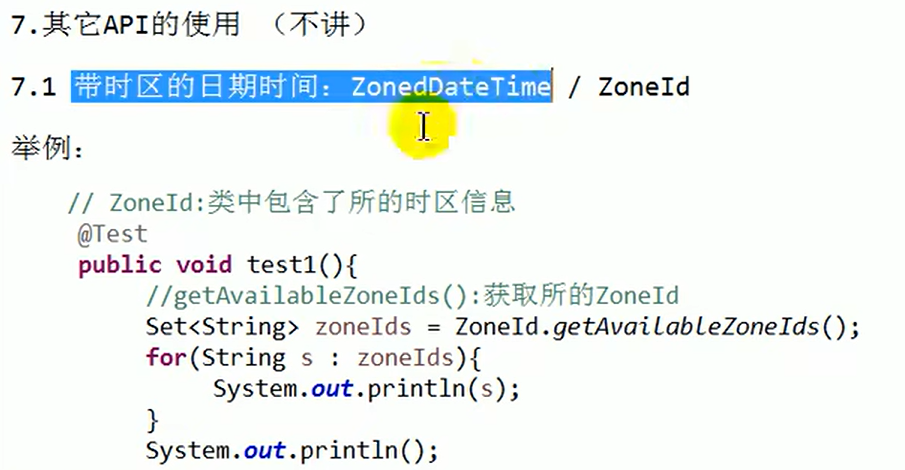 7.其它API的使用 （不讲）
7.1 带时区的日期时间：ZonedDateTime / ZoneId
举例：
// ZoneId:类中包含了所的时区信息
@Test
public void test1(){
//getAvailableZoneIds():获取所的ZoneId
Set<String> zoneIds = ZoneId.getAvailableZoneIds();
for(String s : zoneIds){
System.out.println(s);
}
System.out.println();